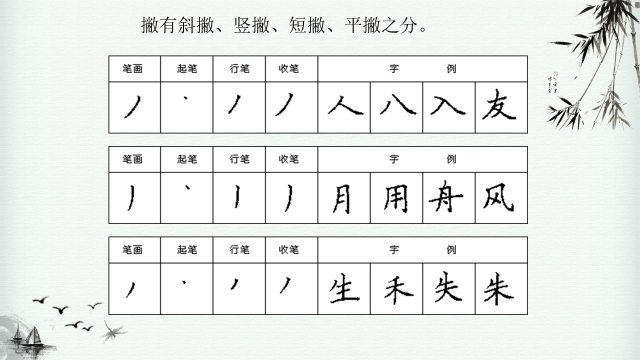 撇有斜撇、竖撇、短撇、平撇之分。
笔画 起笔 行笔 收笔 字 例
丿 丶 丿 丿 人 八 入 友
笔画 起笔 行笔 收笔 字 例
丿 丶 丨 丿 月 用 舟 风
笔画 起笔 行笔 收笔 字 例
丿 丶 丿 丿 生 禾 失 朱